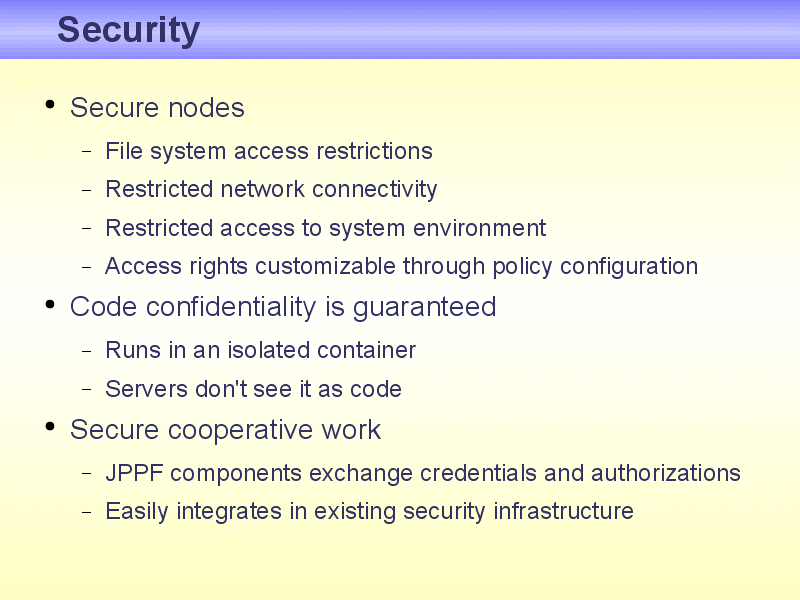 Security
• Secure nodes
– File system access restrictions
– Restricted network connectivity
– Restricted access to system environment
– Access rights customizable through policy configuration
• Code confidentiality is guaranteed
– Runs in an isolated container
– Servers don't see it as code
• Secure cooperative work
– JPPF components exchange credentials and authorizations
– Easily integrates in existing security infrastructure